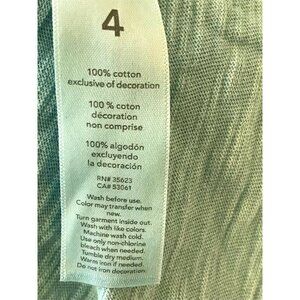 4
100% cotton
exclusive of decoration
100 % coton
décoration
non comprise
100% algodón
excluyendo
la decoración
RN# 35623
CA# 53061
Wash before use.
Color may transfer when
new.
Turn garment inside out.
Wash with like colors.
Machine wash cold.
Use only non-chlorine
bleach when needed.
Tumble dry medium.
Warm iron if needed.
Do not iron decoration.